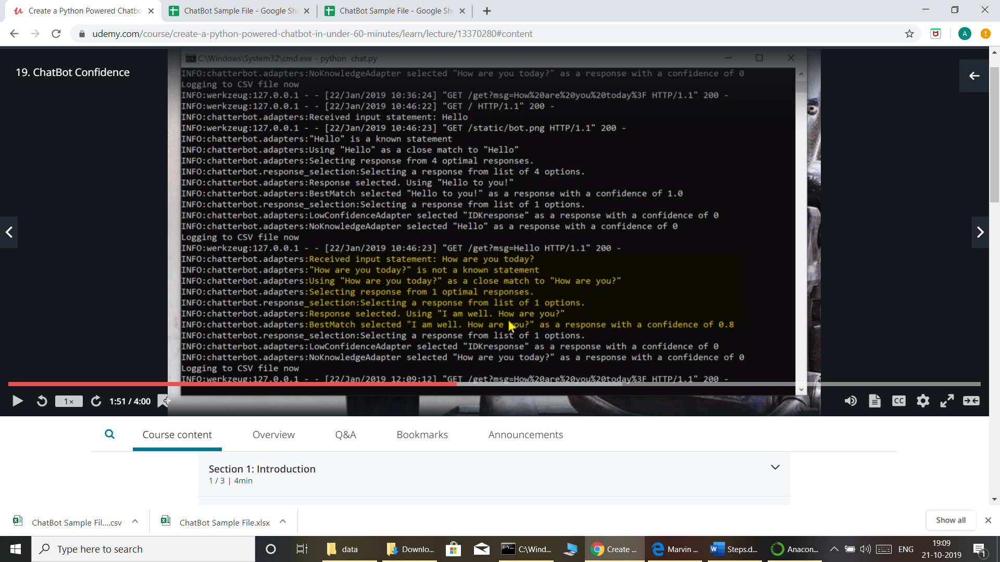 Create a Python Powered Chatbo
ChatBot Sample File - Google She
ChatBot Sample File - Google She
udemy.com/course/create-a-python-powered-chatbot-in-under-60-minutes/learn/lecture/13370280#content
A
19. ChatBot Confidence
C:\Windows\System32\cmd.exe - python chat.py
INFO:chatterbot.adapters:NoKnowledgeAdapter selected "How are you today?" as a response with a confidence of 0
Logging to CSV file now
INFO:werkzeug:127.0.0.1 - - [22/Jan/2019 10:36:24] "GET /get?msg=How%20are%20you%20today%3F HTTP/1.1" 200 -
INFO:werkzeug:127.0.0.1 - - [22/Jan/2019 10:46:22] "GET / HTTP/1.1" 200 -
INFO:chatterbot.adapters:Received input statement: Hello
INFO:werkzeug:127.0.0.1 - - [22/Jan/2019 10:46:23] "GET /static/bot.png HTTP/1.1" 200 -
INFO:chatterbot.adapters:"Hello" is a known statement
INFO:chatterbot.adapters:Using "Hello" as a close match to "Hello"
INFO:chatterbot.adapters:Selecting response from 4 optimal responses.
INFO:chatterbot.response_selection:Selecting a response from list of 4 options.
INFO:chatterbot.adapters:Response selected. Using "Hello to you!"
INFO:chatterbot.adapters:BestMatch selected "Hello to you!" as a response with a confidence of 1.0
INFO:chatterbot.response_selection:Selecting a response from list of 1 options.
INFO:chatterbot.adapters:LowConfidenceAdapter selected "IDKresponse" as a response with a confidence of 0
INFO:chatterbot.adapters:NoKnowledgeAdapter selected "Hello" as a response with a confidence of 0
Logging to CSV file now
INFO:werkzeug:127.0.0.1 - - [22/Jan/2019 10:46:23] "GET /get?msg=Hello HTTP/1.1" 200 -
INFO:chatterbot.adapters:Received input statement: How are you today?
INFO:chatterbot.adapters:"How are you today?" is not a known statement
INFO:chatterbot.adapters:Using "How are you today?" as a close match to "How are you?"
INFO:chatterbot.adapters:Selecting response from 1 optimal responses.
INFO:chatterbot.response_selection:Selecting a response from list of 1 options.
INFO:chatterbot.adapters:Response selected. Using "I am well. How are you?"
INFO:chatterbot.adapters:BestMatch selected "I am well. How are you?" as a response with a confidence of 0.8
INFO:chatterbot.response_selection:Selecting a response from list of 1 options.
INFO:chatterbot.adapters:LowConfidenceAdapter selected "IDKresponse" as a response with a confidence of 0
INFO:chatterbot.adapters:NoKnowledgeAdapter selected "How are you today?" as a response with a confidence of 0
Logging to CSV file now
INFO:werkzeug:127.0.0.1 - - [22/Jan/2019 12:09:12] "GET /get?msg=How%20are%20you%20today%3F HTTP/1.1" 200 -
1×
1:51 / 4:00
CC
Udemy
Course content
Overview
Q&A
Bookmarks
Announcements
Section 1: Introduction
1 / 3 | 4min
ChatBot Sample Fil....csv
ChatBot Sample File.xlsx
Show all
Type here to search
data
Downlo...
C:\Wind...
Create ...
Marvin ...
Steps.d...
Anacon...
ENG
19:09
21-10-2019
1